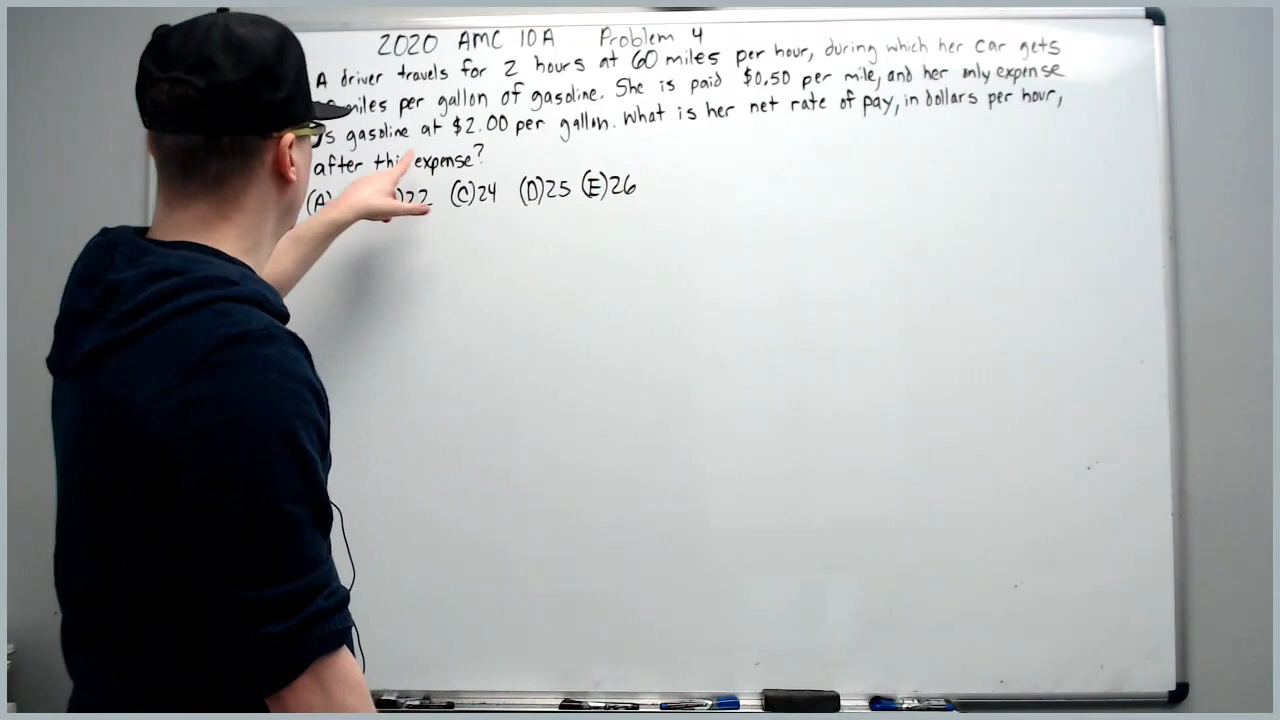 2020 AMC 10A Problem 4
A driver travels for 2 hours at 60 miles per hour, during which her car gets
miles per gallon of gasoline. She is paid $0.50 per mile, and her only expense
is gasoline at $2.00 per gallon. What is her net rate of pay, in dollars per hour,
after this expense?
(A) 22 (C)24 (D)25 (E)26